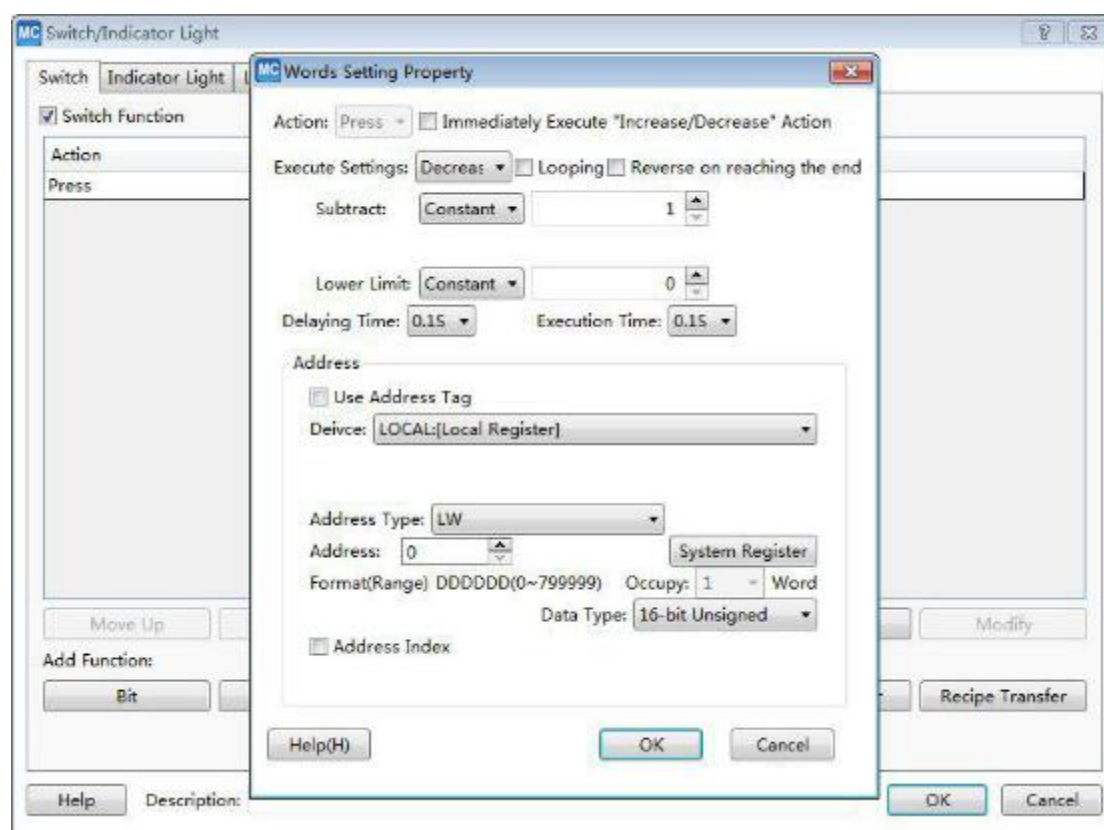 MC Switch/Indicator Light
MC Words Setting Property
Switch Indicator Light
Switch Function
Action: Press Immediately Execute "Increase/Decrease" Action
Action
Execute Settings: Decreas Looping Reverse on reaching the end
Press
Subtract: Constant 1
Lower Limit: Constant 0
Delaying Time: 0.1S Execution Time: 0.1S
Address
Use Address Tag
Deivce: LOCAL:[Local Register]
Address Type: LW
Address: 0 System Register
Format(Range) DDDDDD(0~799999) Occupy: 1 Word
Data Type: 16-bit Unsigned
Move Up Modify
Address Index
Add Function:
Bit Recipe Transfer
Help(H) OK Cancel
Help Description: OK Cancel